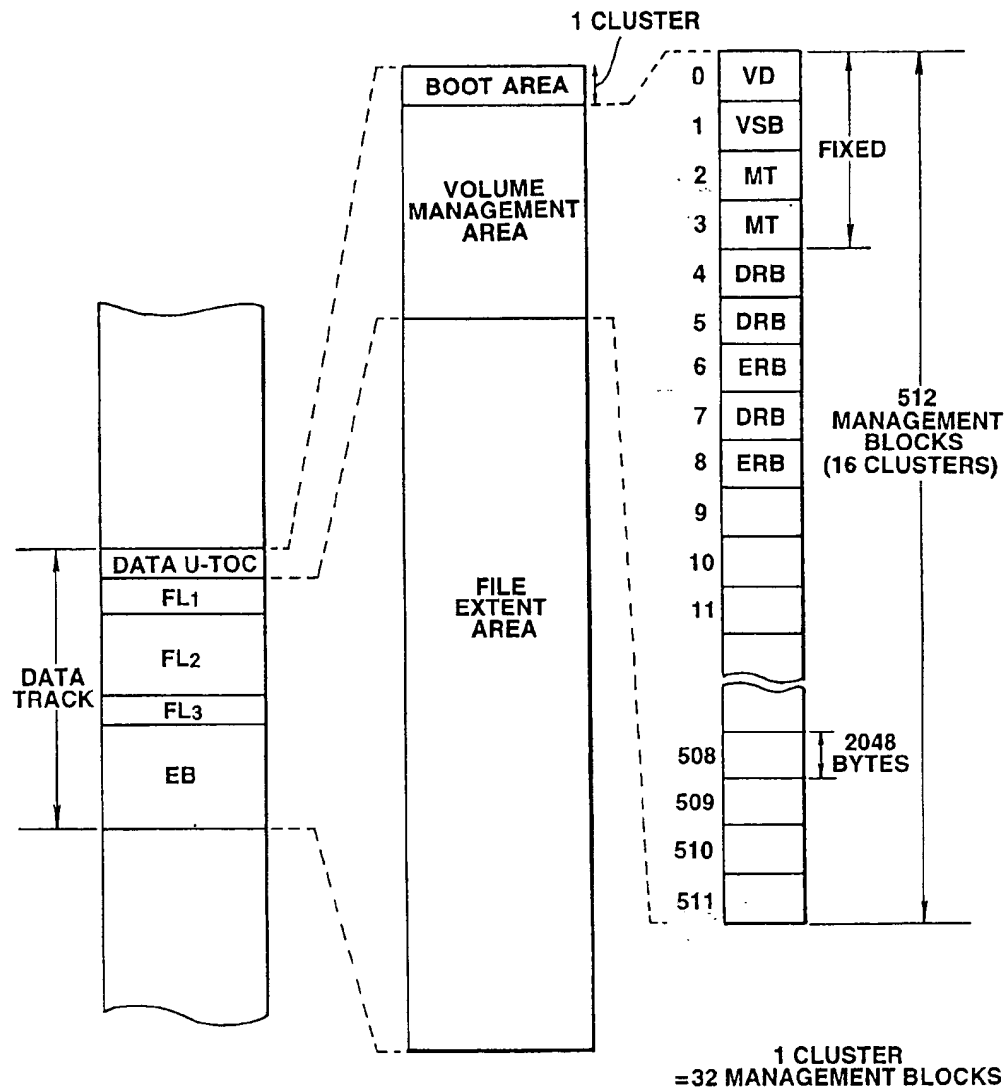 1 CLUSTER
BOOT AREA
VOLUME
MANAGEMENT
AREA
FILE
EXTENT
AREA
DATA U-TOC
FL1
FL2
FL3
EB
DATA
TRACK
0 VD
1 VSB
2 MT
3 MT
4 DRB
5 DRB
6 ERB
7 DRB
8 ERB
9
10
11
508
509
510
511
FIXED
512
MANAGEMENT
BLOCKS
(16 CLUSTERS)
2048
BYTES
1 CLUSTER
=32 MANAGEMENT BLOCKS